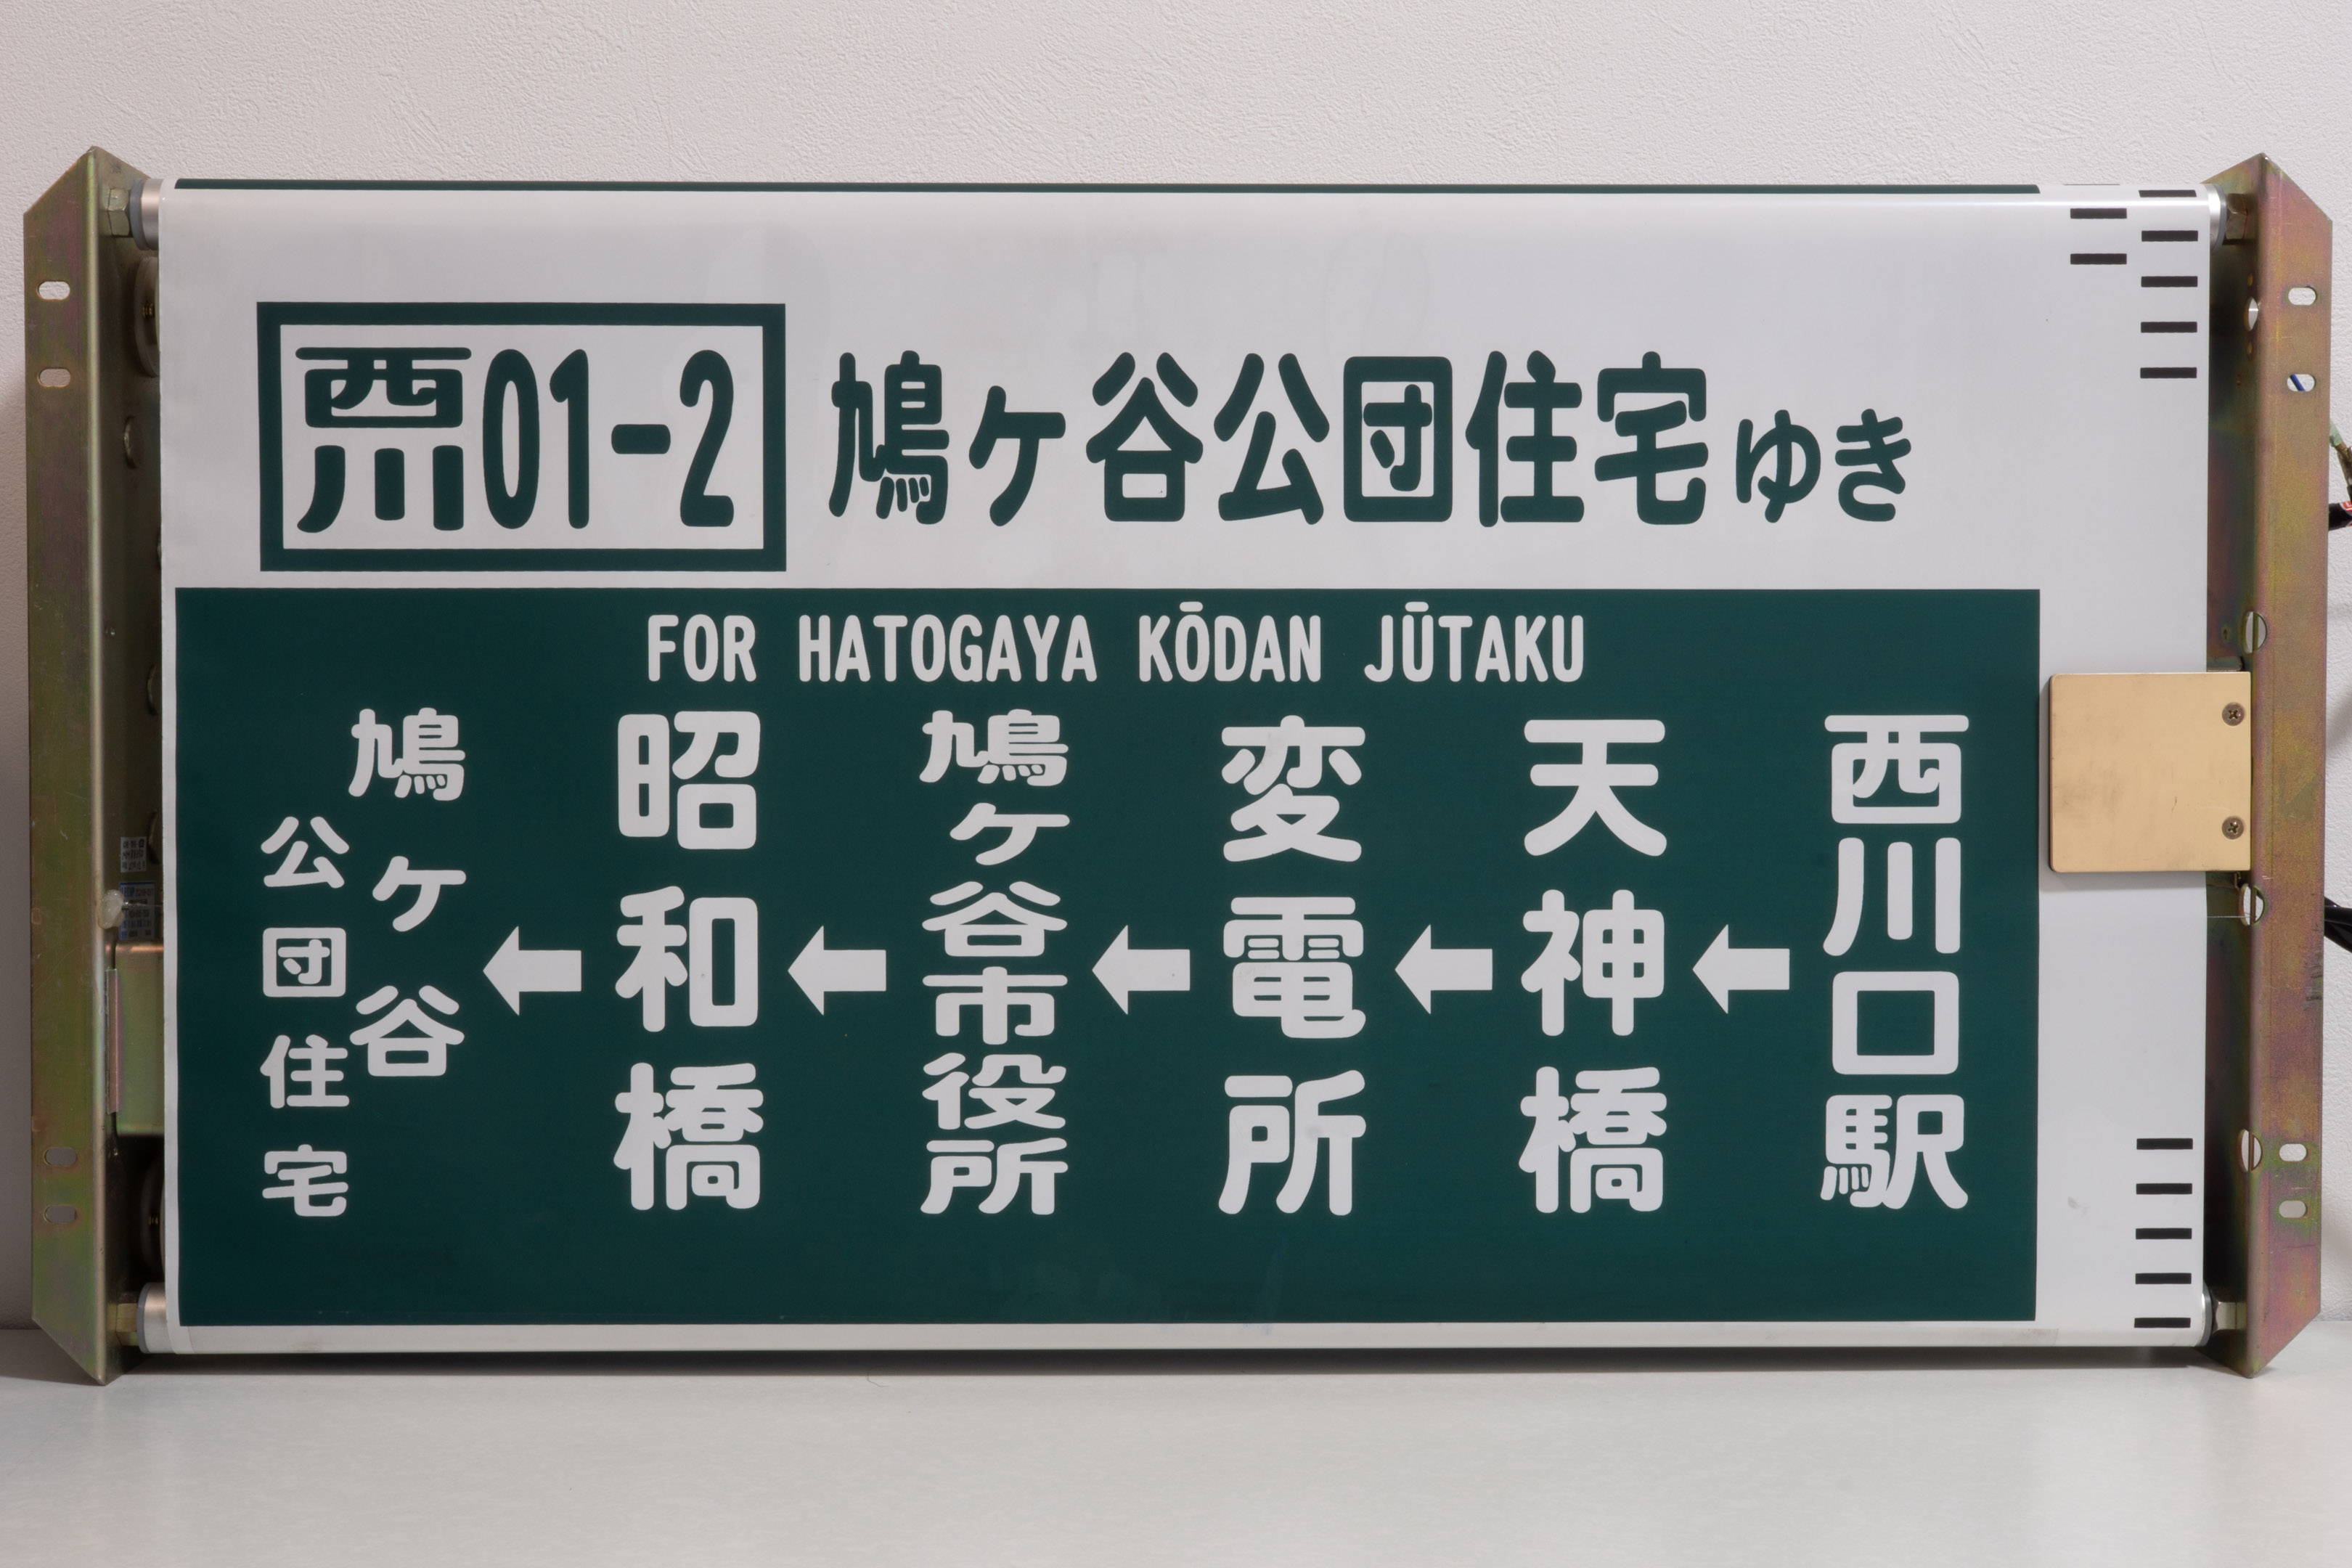 西川01-2 鳩ヶ谷公団住宅ゆき
FOR HATOGAYA KŌDAN JŪTAKU
西川口駅
←
天神橋
←
変電所
←
鳩ヶ谷市役所
←
昭和橋
←
鳩ヶ谷
公団住宅